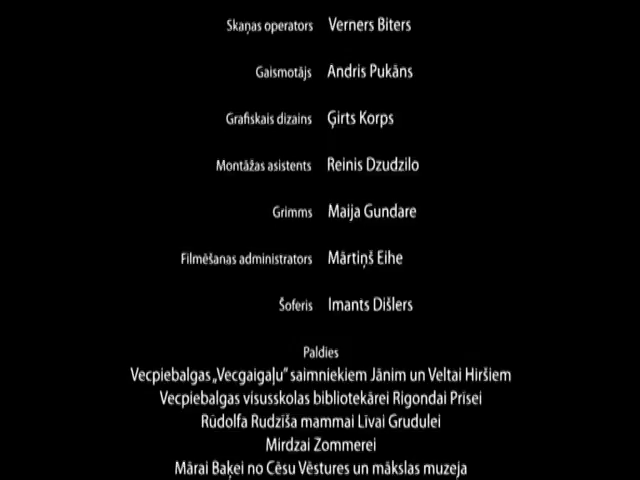 Skaņas operators Verners Biters
Gaismotājs Andris Pukāns
Grafiskais dizains Ģirts Korps
Montāžas asistents Reinis Dzudzilo
Grimms Maija Gundare
Filmēšanas administrators Mārtiņš Eihe
Šoferis Imants Dišlers
Paldies
Vecpiebalgas „Vecgaigaļu” saimniekiem Jānim un Veltai Hiršiem
Vecpiebalgas visusskolas bibliotekārei Rigondai Prisei
Rūdolfa Rudzīša mammai Līvai Grudulei
Mirdzai Zommerei
Mārai Baķei no Cēsu Vēstures un mākslas muzeja